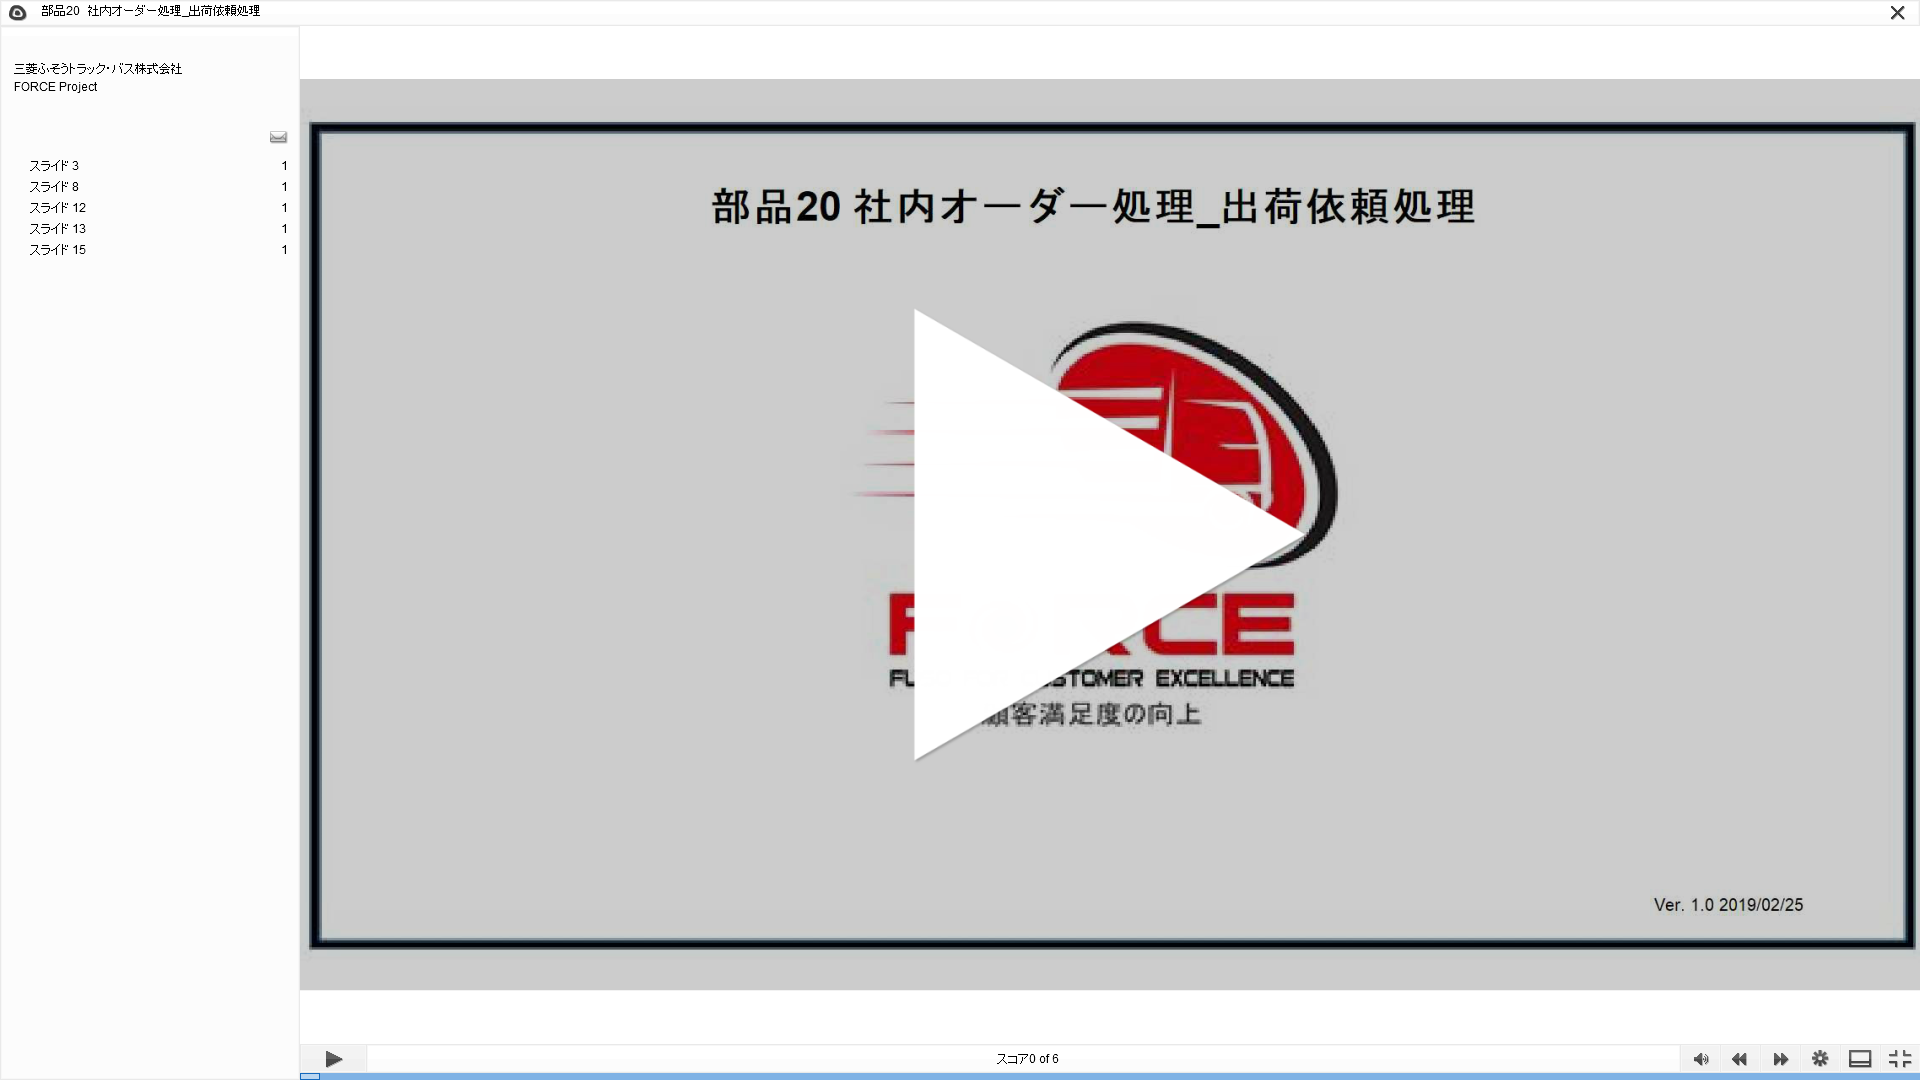 部品20 社内オーダー処理_出荷依頼処理
三菱ふそうトラック・バス株式会社
FORCE Project
スライド 3 1
スライド 8 1
スライド 12 1
スライド 13 1
スライド 15 1
部品20 社内オーダー処理_出荷依頼処理
CE
EXCELLENCE
客満足度の向上
Ver. 1.0 2019/02/25
スコア0 of 6